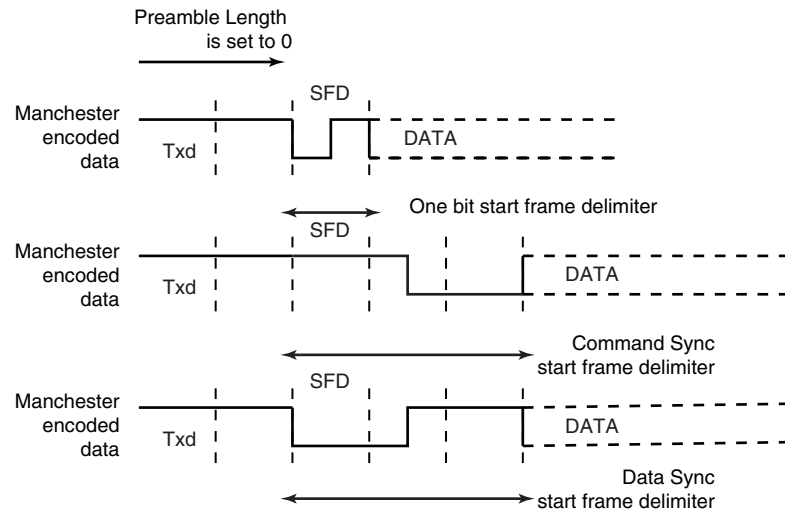 Preamble Length
is set to 0
SFD
Manchester
encoded
data
Txd
DATA
One bit start frame delimiter
SFD
Manchester
encoded
data
Txd
DATA
Command Sync
start frame delimiter
SFD
Manchester
encoded
data
Txd
DATA
Data Sync
start frame delimiter